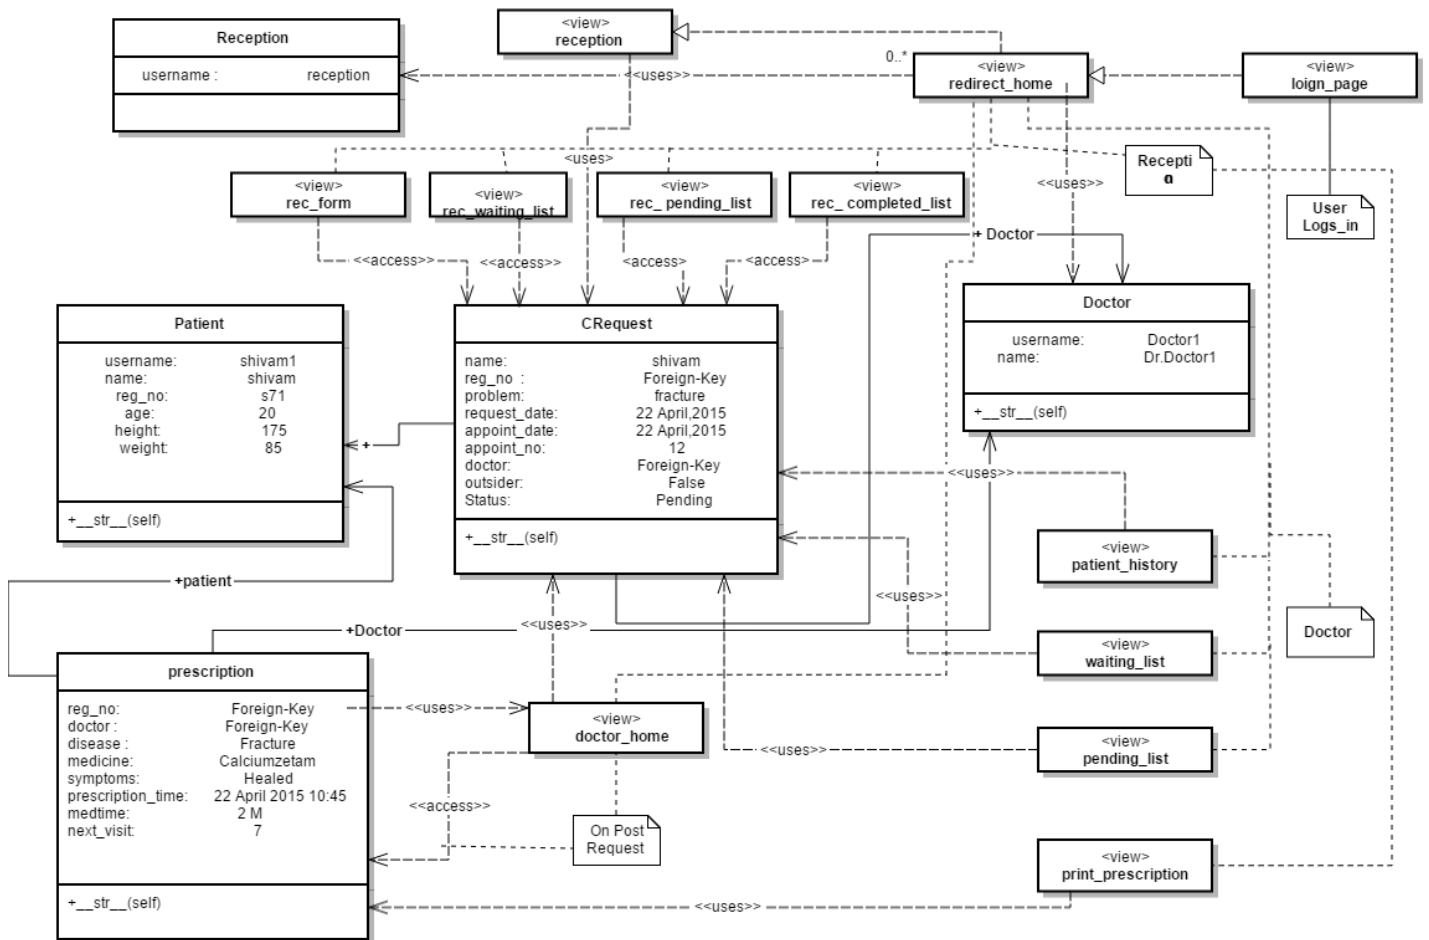 Reception
username : reception
<view>
reception
0..*
<<uses>>
<view>
redirect_home
<view>
loign_page
<uses>
Recepti
<<uses>>
User
Logs_in
<view>
rec_form
<view>
rec_waiting_list
<view>
rec_ pending_list
<view>
rec_ completed_list
+ Doctor
<<access>>
<<access>>
<access>
<access>
Patient
username: shivam1
name: shivam
reg_no: s71
age: 20
height: 175
weight: 85
+__str__(self)
+
CRequest
name: shivam
reg_no : Foreign-Key
problem: fracture
request_date: 22 April,2015
appoint_date: 22 April,2015
appoint_no: 12
doctor: Foreign-Key
outsider: False
Status: Pending
+__str__(self)
Doctor
username: Doctor1
name: Dr.Doctor1
+__str__(self)
<<uses>>
<view>
patient_history
+patient
<<uses>>
<<uses>>
+Doctor
Doctor
<view>
waiting_list
prescription
reg_no: Foreign-Key
doctor : Foreign-Key
disease : Fracture
medicine: Calciumzetam
symptoms: Healed
prescription_time: 22 April 2015 10:45
medtime: 2 M
next_visit: 7
+__str__(self)
<<uses>>
<view>
doctor_home
<<uses>>
<view>
pending_list
<<access>>
On Post
Request
<view>
print_prescription
<<uses>>